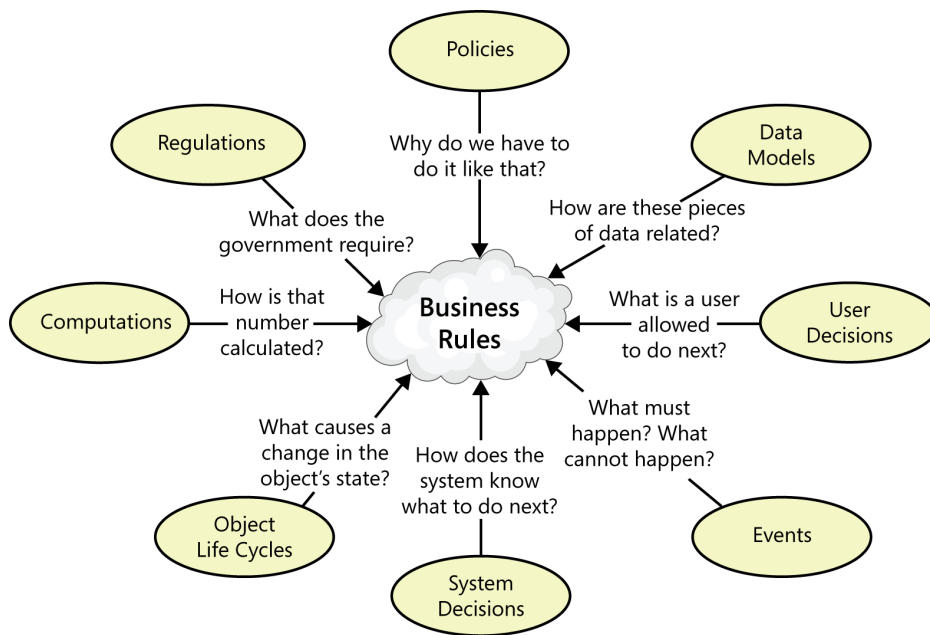 Policies
Regulations
Data
Models
Why do we have to
do it like that?
What does the
government require?
How are these pieces
of data related?
Computations
How is that
number
calculated?
Business
Rules
What is a user
allowed
to do next?
User
Decisions
What causes a
change in the
object's state?
How does the
system know
what to do next?
What must
happen? What
cannot happen?
Object
Life Cycles
System
Decisions
Events